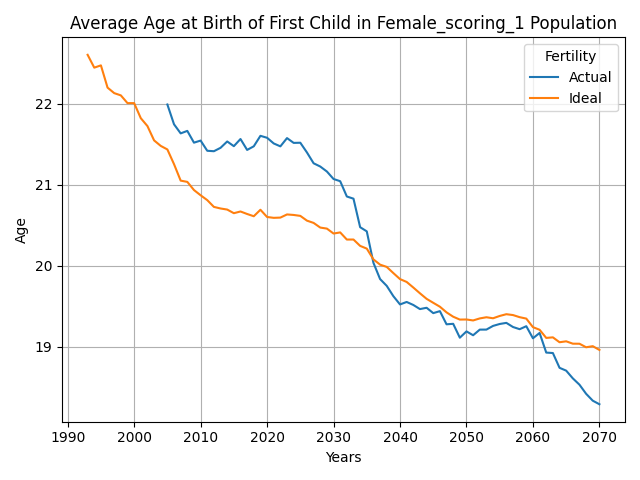 Average Age at Birth of First Child in Female_scoring_1 Population
Fertility
Actual
Ideal
22
21
20
19
Age
1990
2000
2010
2020
2030
2040
2050
2060
2070
Years